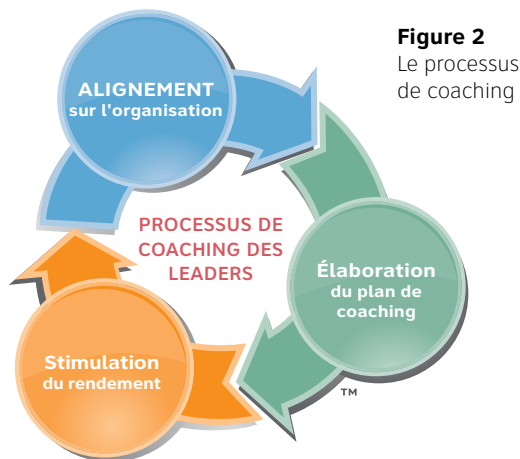 Figure 2
Le processus
de coaching
ALIGNEMENT
sur l'organisation
PROCESSUS DE
COACHING DES
LEADERS
Élaboration
du plan de
coaching
Stimulation
du rendement
TM